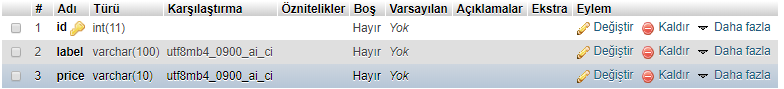 # Adı Türü Karşılaştırma Öznitelikler Boş Varsayılan Açıklamalar Ekstra Eylem
1 id int(11) Hayır Yok Değiştir Kaldır Daha fazla
2 label varchar(100) utf8mb4_0900_ai_ci Hayır Yok Değiştir Kaldır Daha fazla
3 price varchar(10) utf8mb4_0900_ai_ci Hayır Yok Değiştir Kaldır Daha fazla